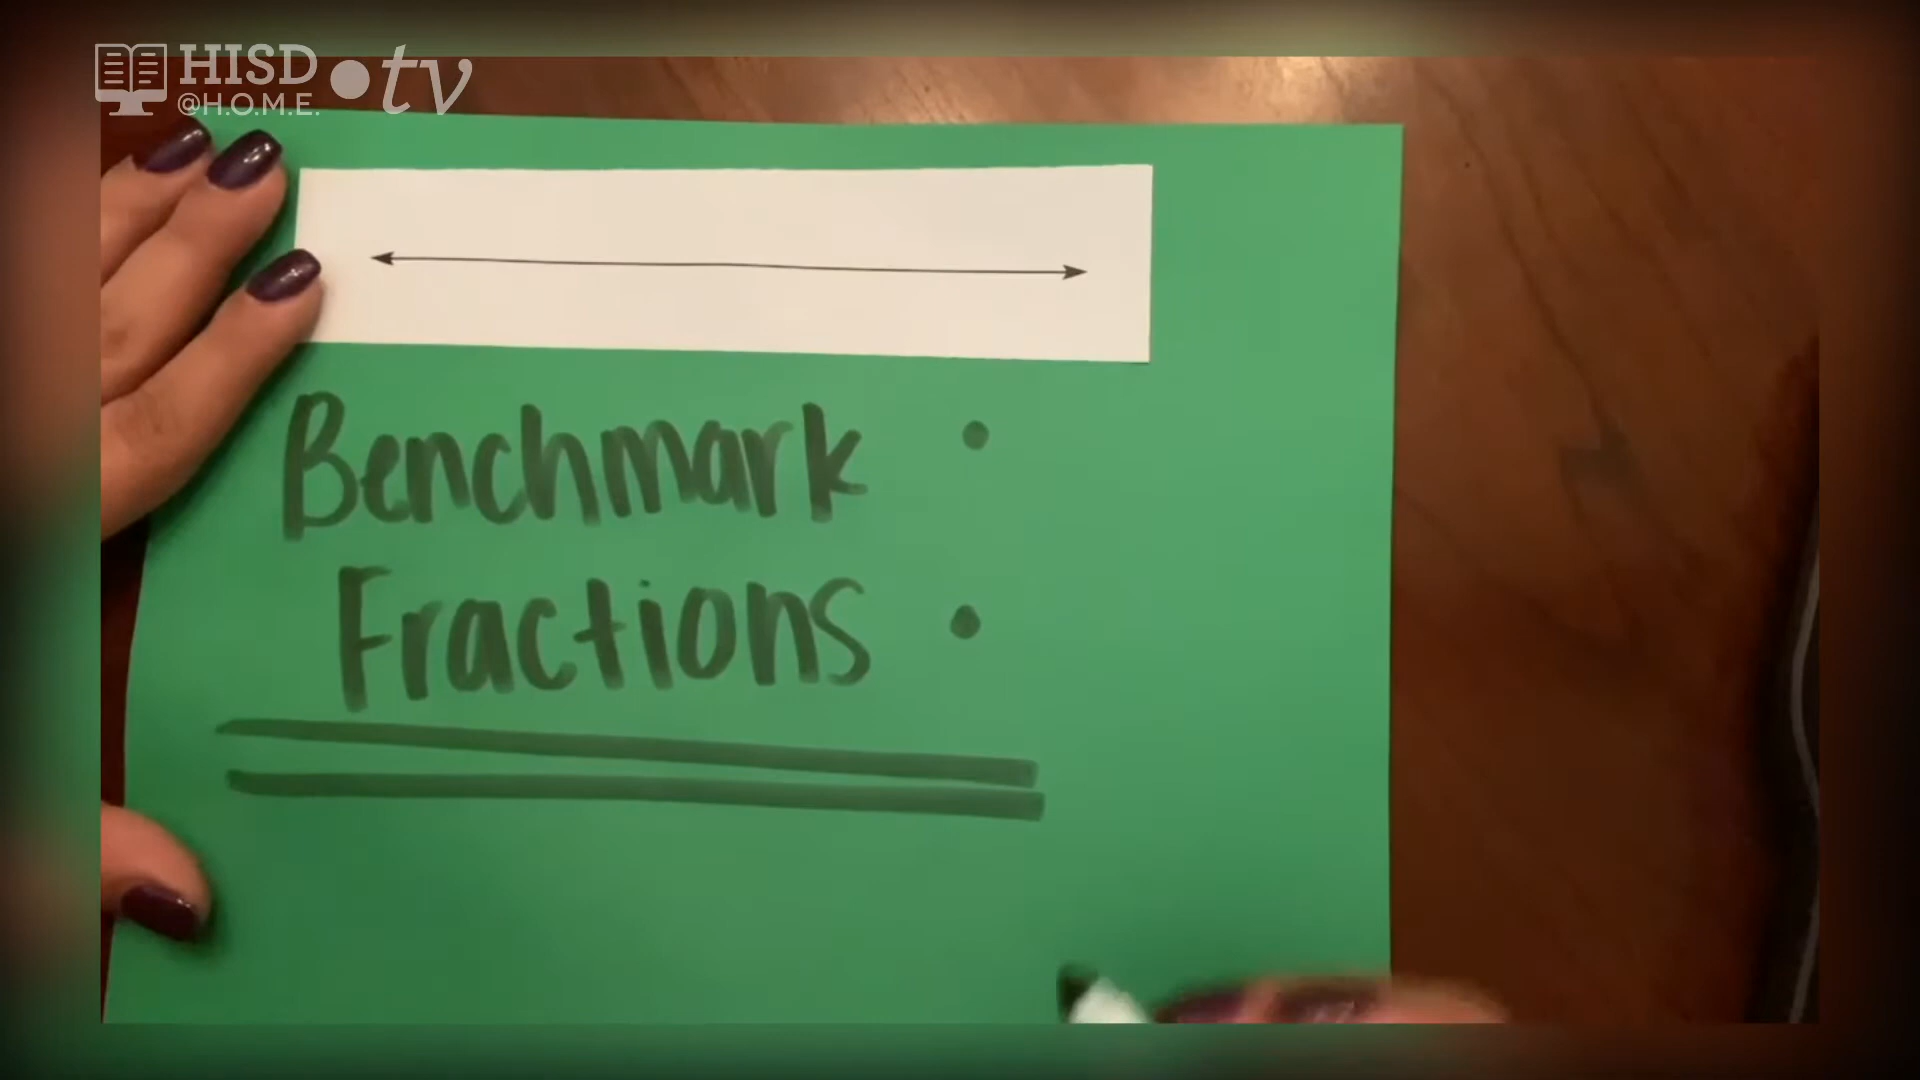 HISD
@H.O.M.E.
•tv
Benchmark :
Fractions